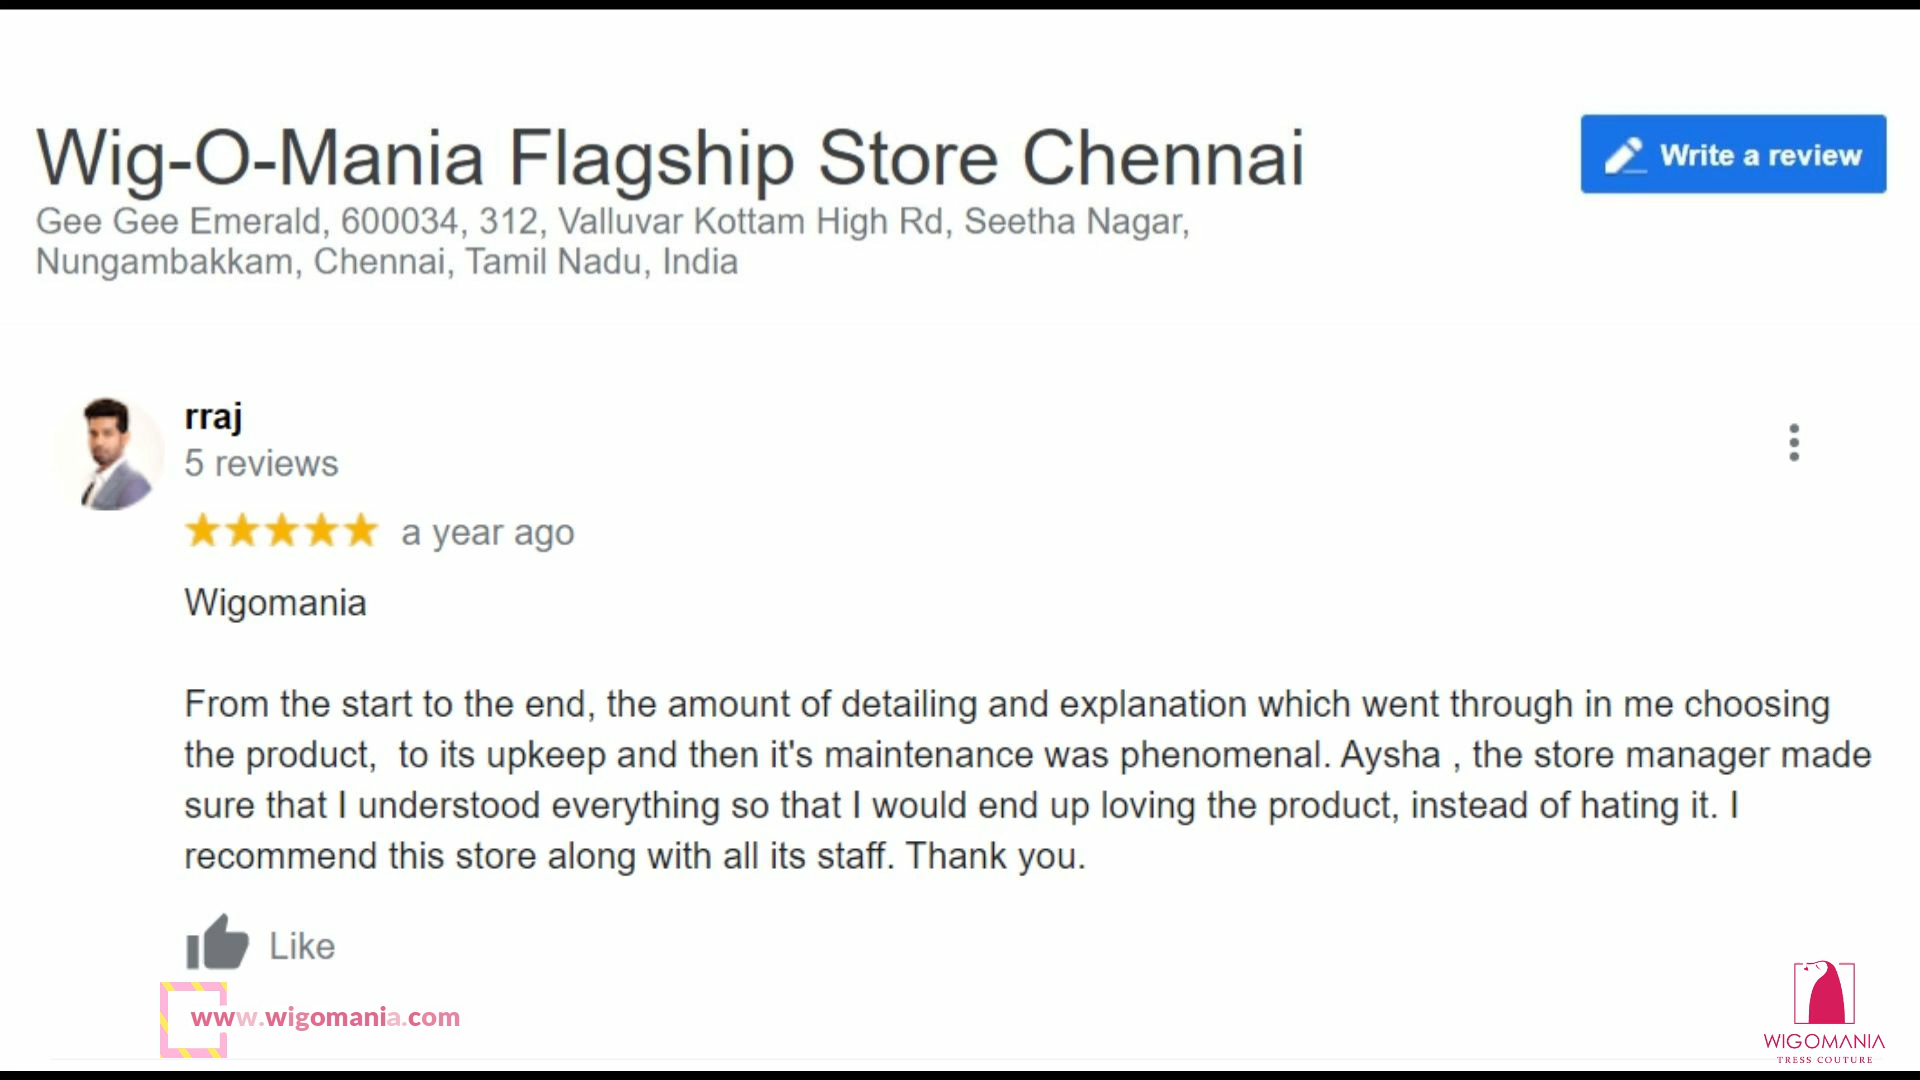 Wig-O-Mania Flagship Store Chennai
Write a review
Gee Gee Emerald, 600034, 312, Valluvar Kottam High Rd, Seetha Nagar,
Nungambakkam, Chennai, Tamil Nadu, India
rraj
5 reviews
a year ago
Wigomania
From the start to the end, the amount of detailing and explanation which went through in me choosing
the product,  to its upkeep and then it's maintenance was phenomenal. Aysha , the store manager made
sure that I understood everything so that I would end up loving the product, instead of hating it. I
recommend this store along with all its staff. Thank you.
Like
www.wigomania.com
WIGOMANIA
TRESS COUTURE